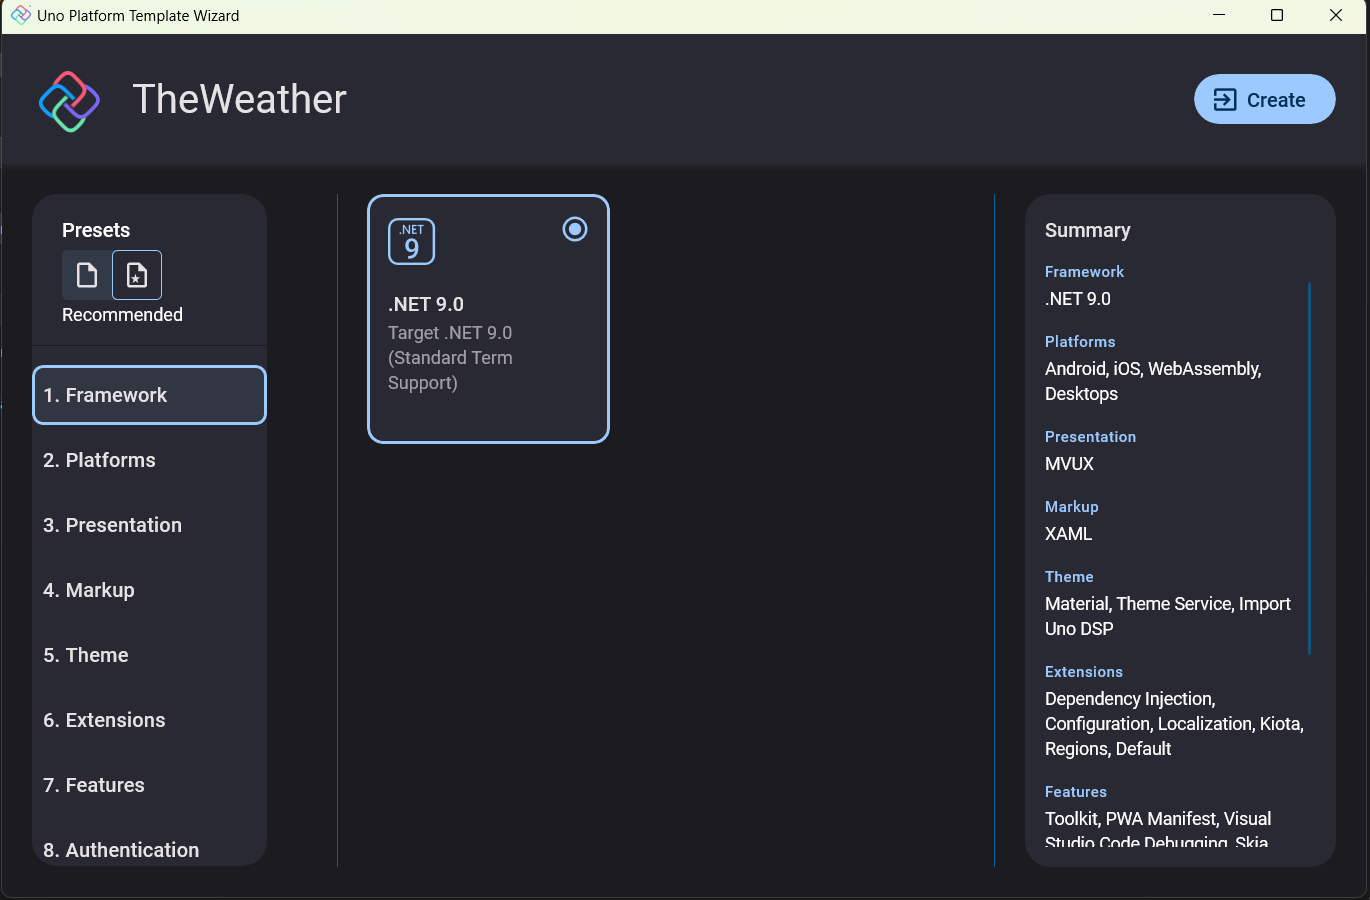 Uno Platform Template Wizard
TheWeather
Create
Presets
Recommended
1. Framework
2. Platforms
3. Presentation
4. Markup
5. Theme
6. Extensions
7. Features
8. Authentication
.NET
9
.NET 9.0
Target .NET 9.0
(Standard Term
Support)
Summary
Framework
.NET 9.0
Platforms
Android, iOS, WebAssembly,
Desktops
Presentation
MVUX
Markup
XAML
Theme
Material, Theme Service, Import
Uno DSP
Extensions
Dependency Injection,
Configuration, Localization, Kiota,
Regions, Default
Features
Toolkit, PWA Manifest, Visual
Studio Code Debugging, Skia